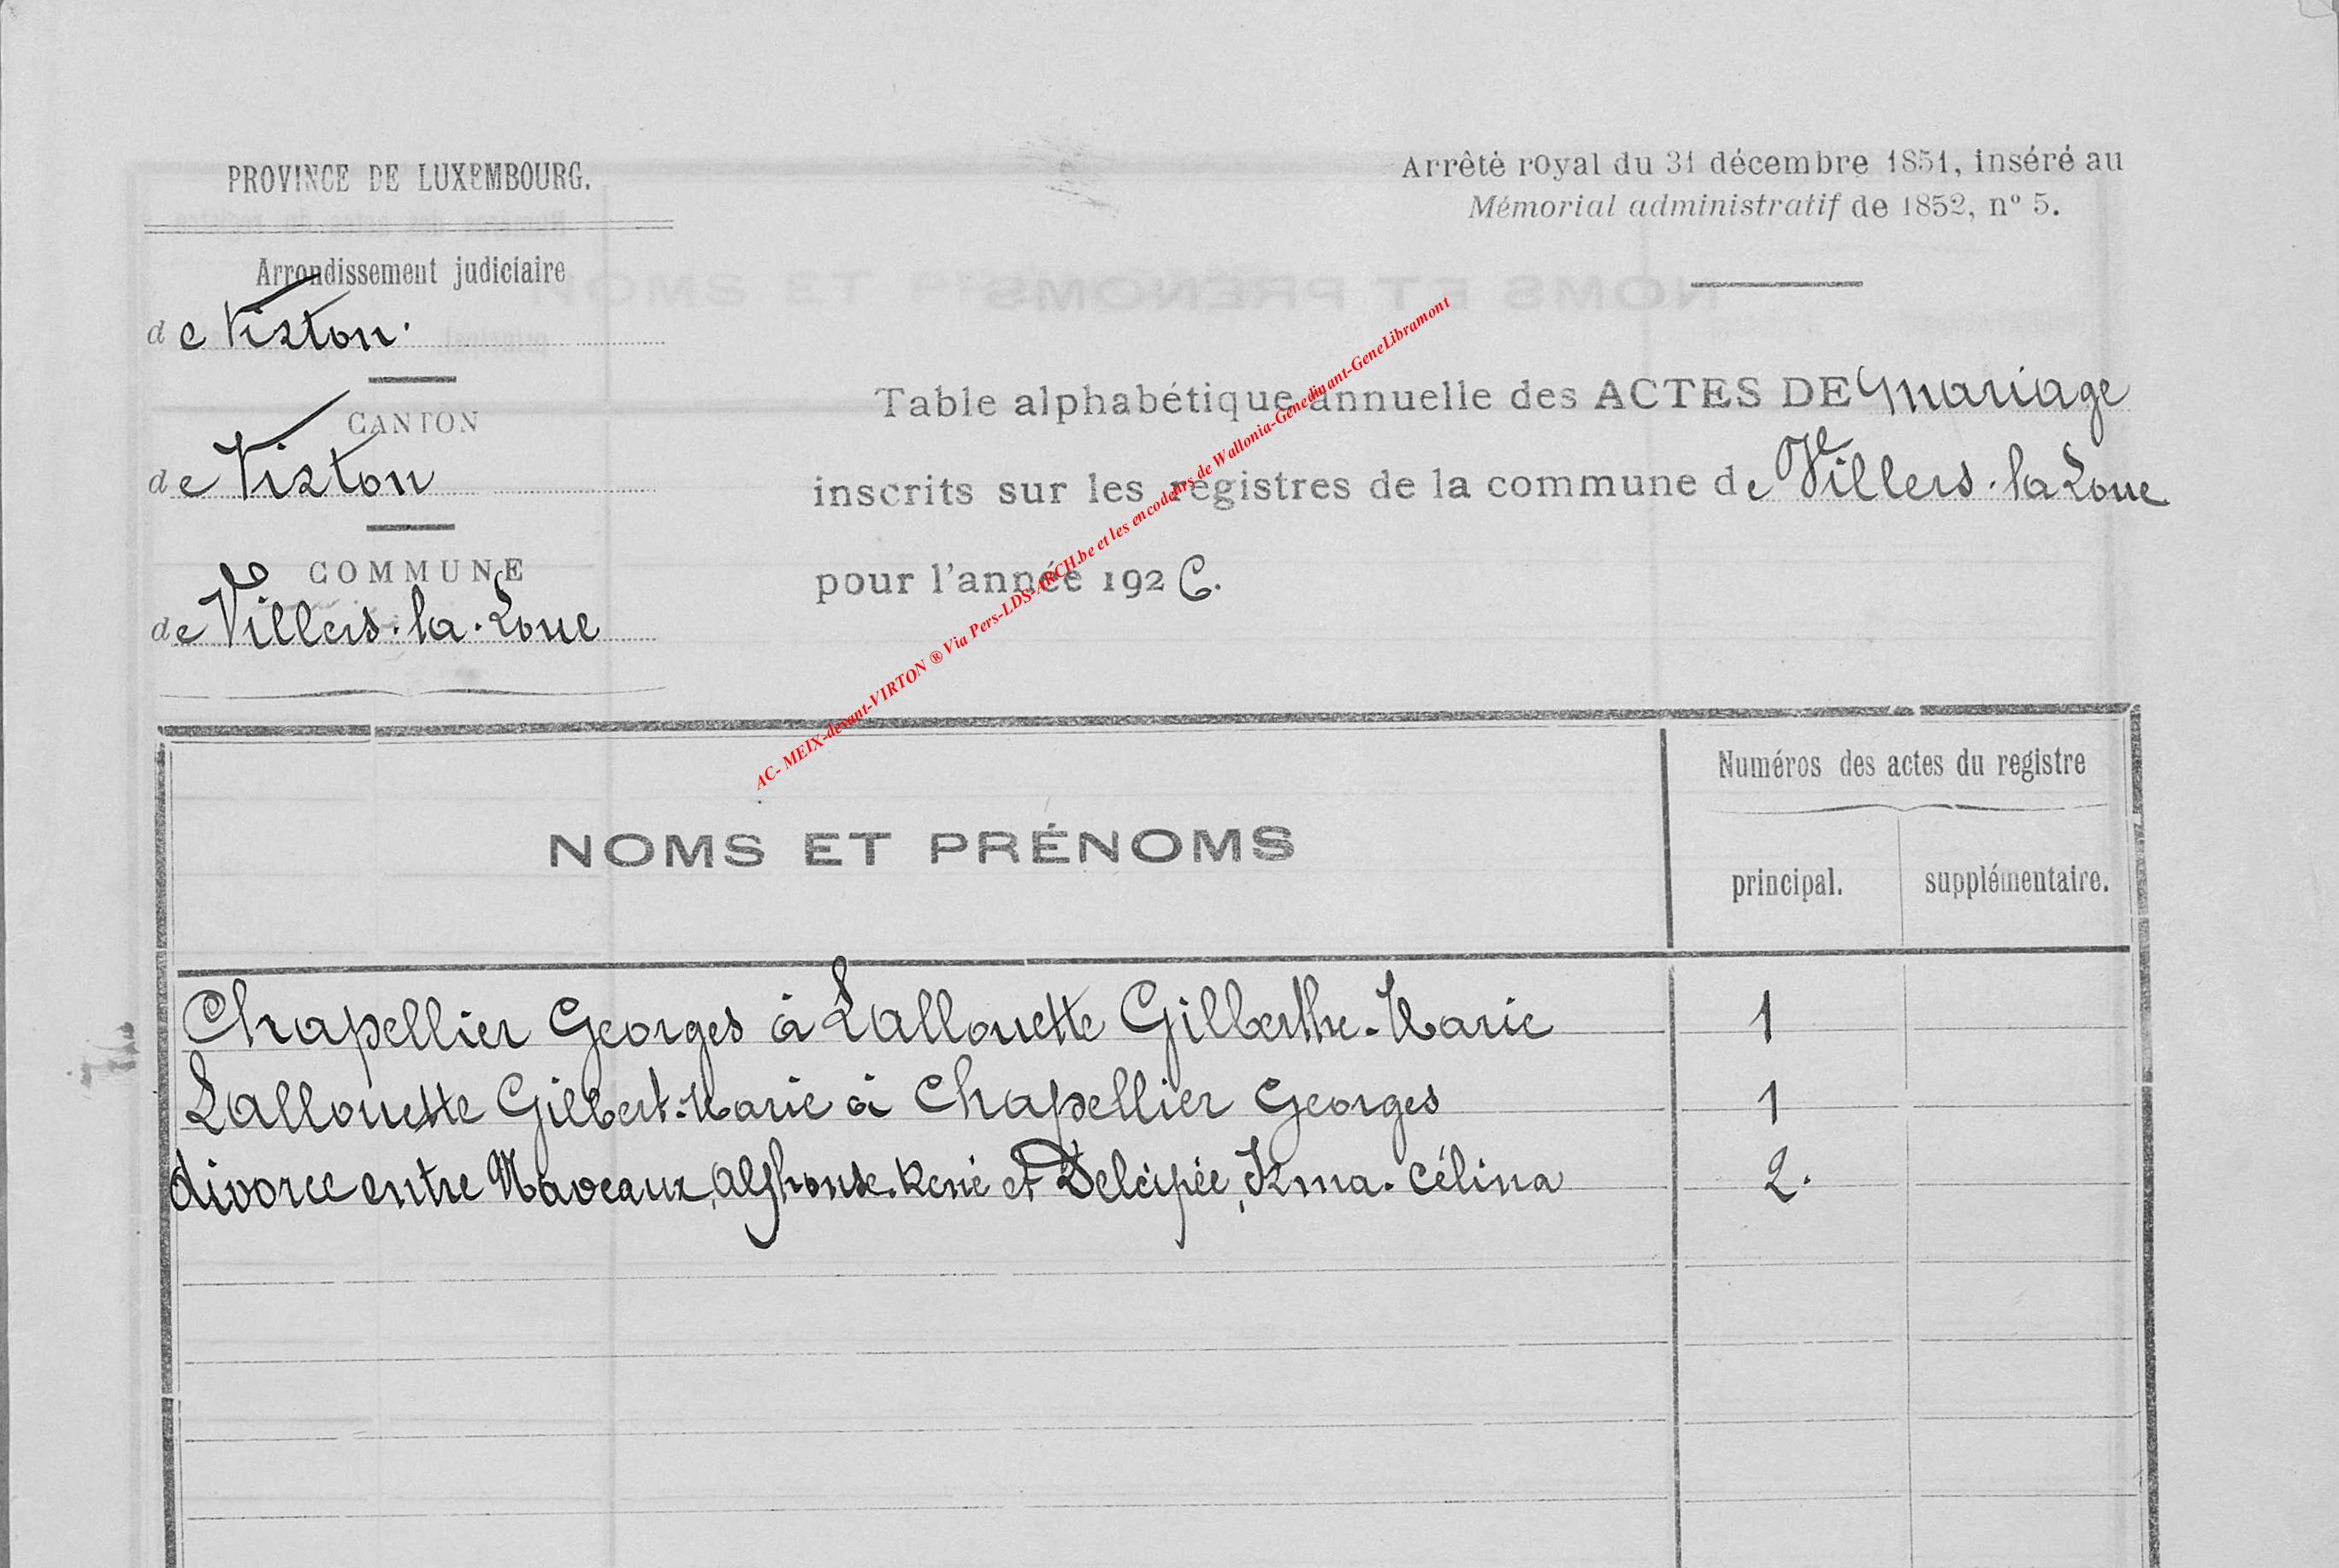 PROVINCE DE LUXEMBOURG.
Arrondissement judiciaire
de Virton.
CANTON
de Virton
COMMUNE
de Villers-la-Loue
Arrêté royal du 31 décembre 1851, inséré au
Mémorial administratif de 1852, nº 5.
Table alphabétique annuelle des ACTES DE Mariage
inscrits sur les registres de la commune de Villers-la Loue
pour l'année 1926.
AC- MEIX-devant-VIRTON ® Via Pers-LDS-ARCH.be et les encodeurs de Wallonia-Genedinant-GeneLibramont
NOMS ET PRÉNOMS
Numéros des actes du registre
principal. supplémentaire.
Chapellier Georges à Lallouette Gilberthe-Marie 1
Lallouette Gilbert-Marie à Chapellier Georges 1
divorce entre Naveaux, Alphonse-René et Delépée, Irma-Célina 2.